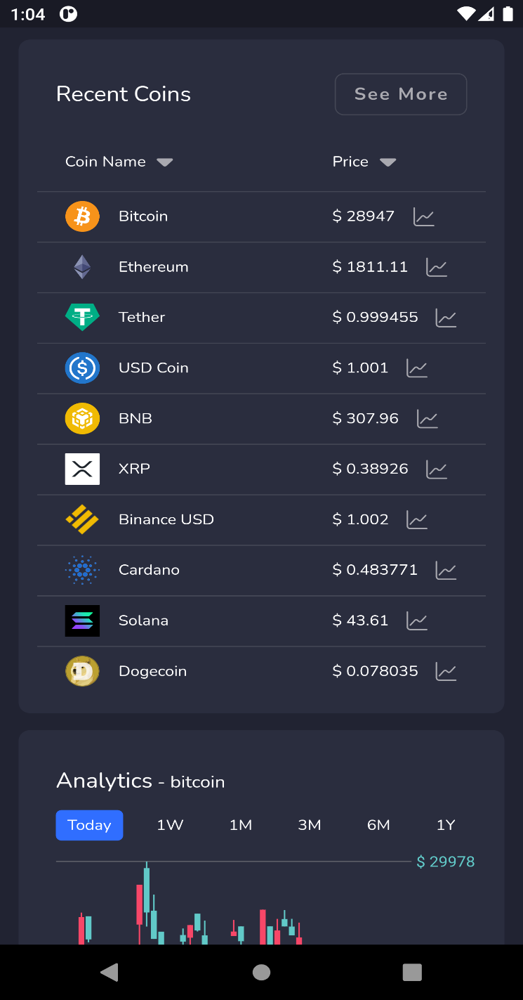 1:04
Recent Coins
See More
Coin Name
Price
Bitcoin $ 28947
Ethereum $ 1811.11
Tether $ 0.999455
USD Coin $ 1.001
BNB $ 307.96
XRP $ 0.38926
Binance USD $ 1.002
Cardano $ 0.483771
Solana $ 43.61
Dogecoin $ 0.078035
Analytics - bitcoin
Today 1W 1M 3M 6M 1Y
$ 29978